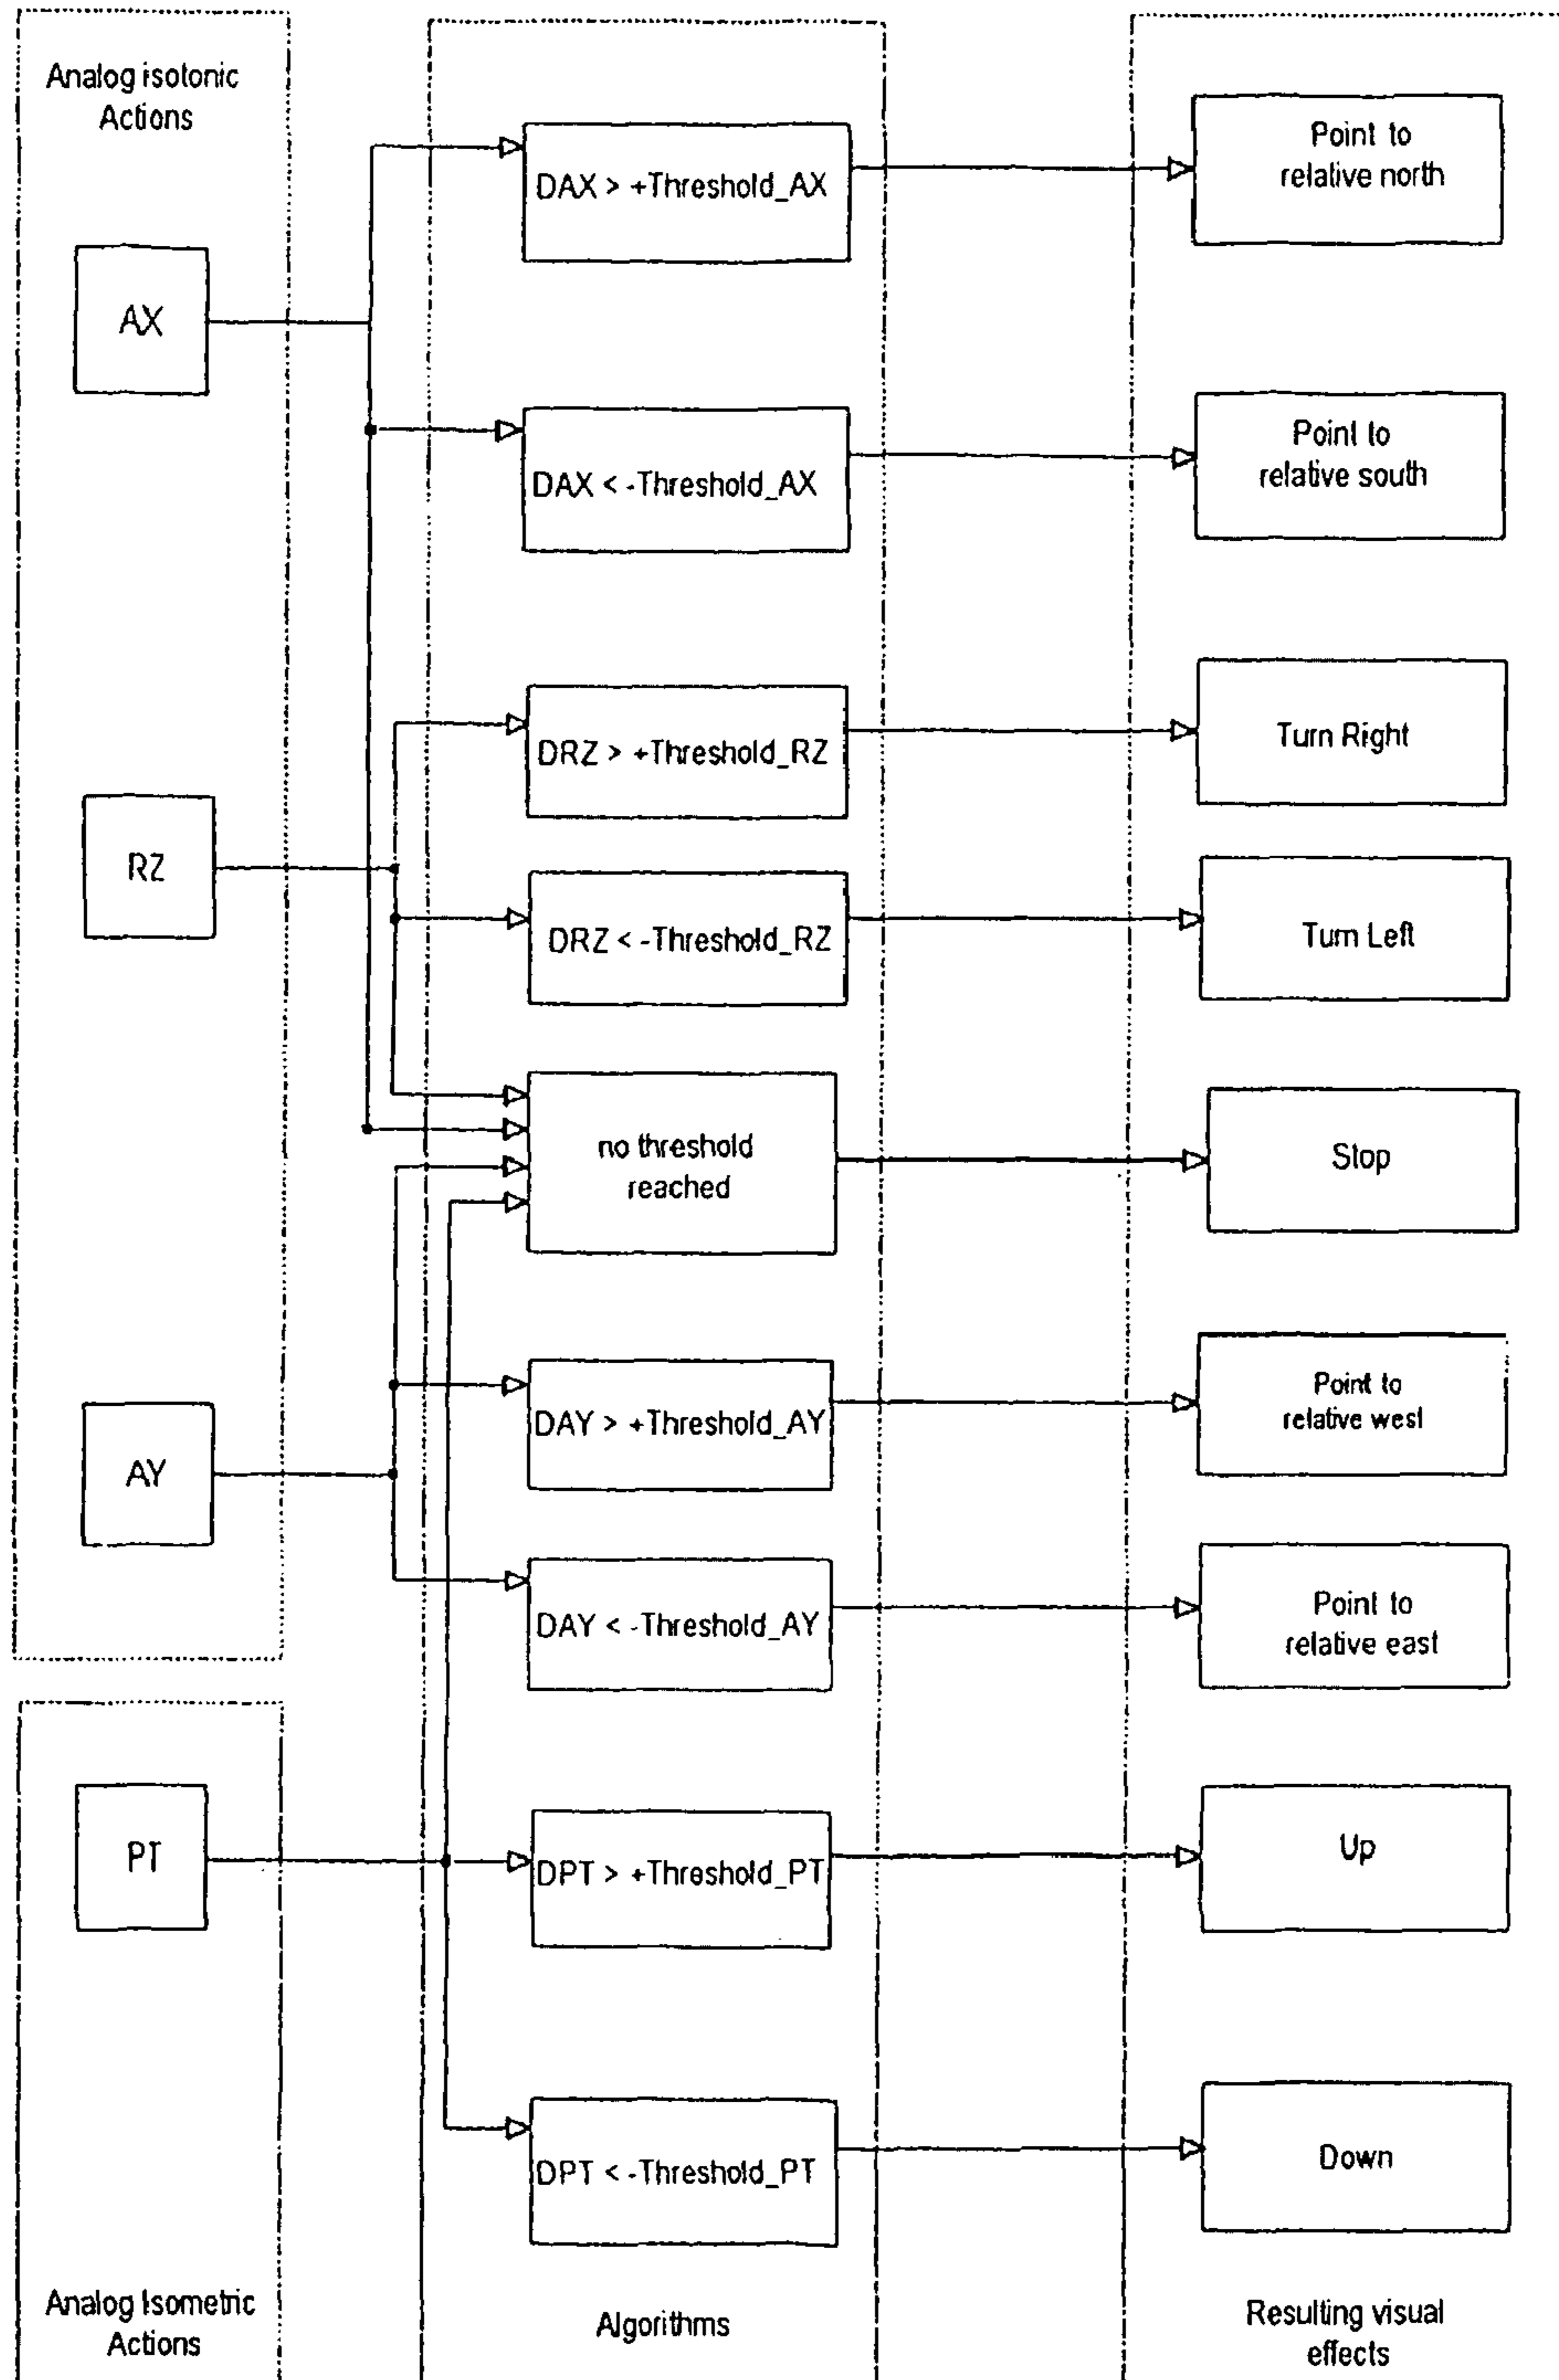 Analog isotonic
Actions
AX
RZ
AY
PT
Analog Isometric
Actions
DAX > +Threshold_AX
DAX < -Threshold_AX
DRZ > +Threshold_RZ
DRZ < -Threshold_RZ
no threshold
reached
DAY > +Threshold_AY
DAY < -Threshold_AY
DPT > +Threshold_PT
DPT < -Threshold_PT
Algorithms
Point to
relative north
Point to
relative south
Turn Right
Turn Left
Stop
Point to
relative west
Point to
relative east
Up
Down
Resulting visual
effects